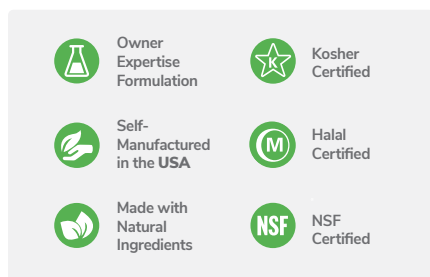 Owner
Expertise
Formulation
K
Kosher
Certified
Self-
Manufactured
in the USA
M
Halal
Certified
Made with
Natural
Ingredients
NSF
NSF
Certified